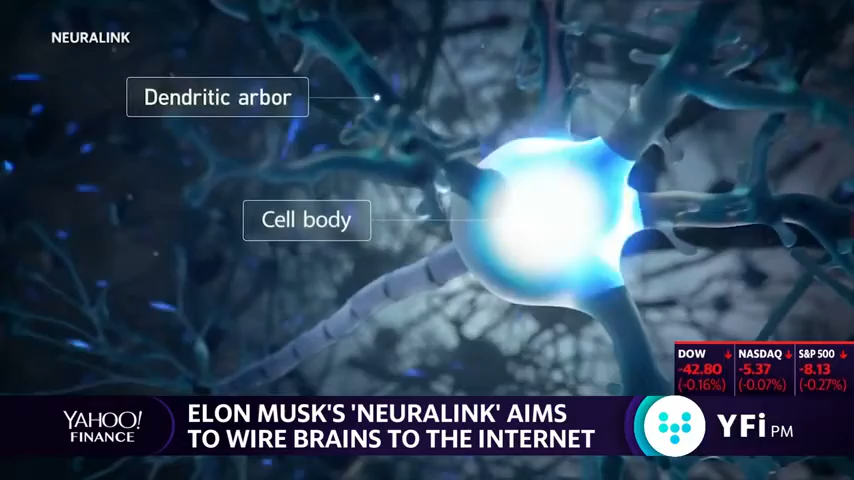 NEURALINK
Dendritic arbor
Cell body
DOW
-42.80
(-0.16%)
NASDAQ
-5.37
(-0.07%)
S&P 500
-8.13
(-0.27%)
YAHOO!
FINANCE
ELON MUSK'S 'NEURALINK' AIMS
TO WIRE BRAINS TO THE INTERNET
YFi PM